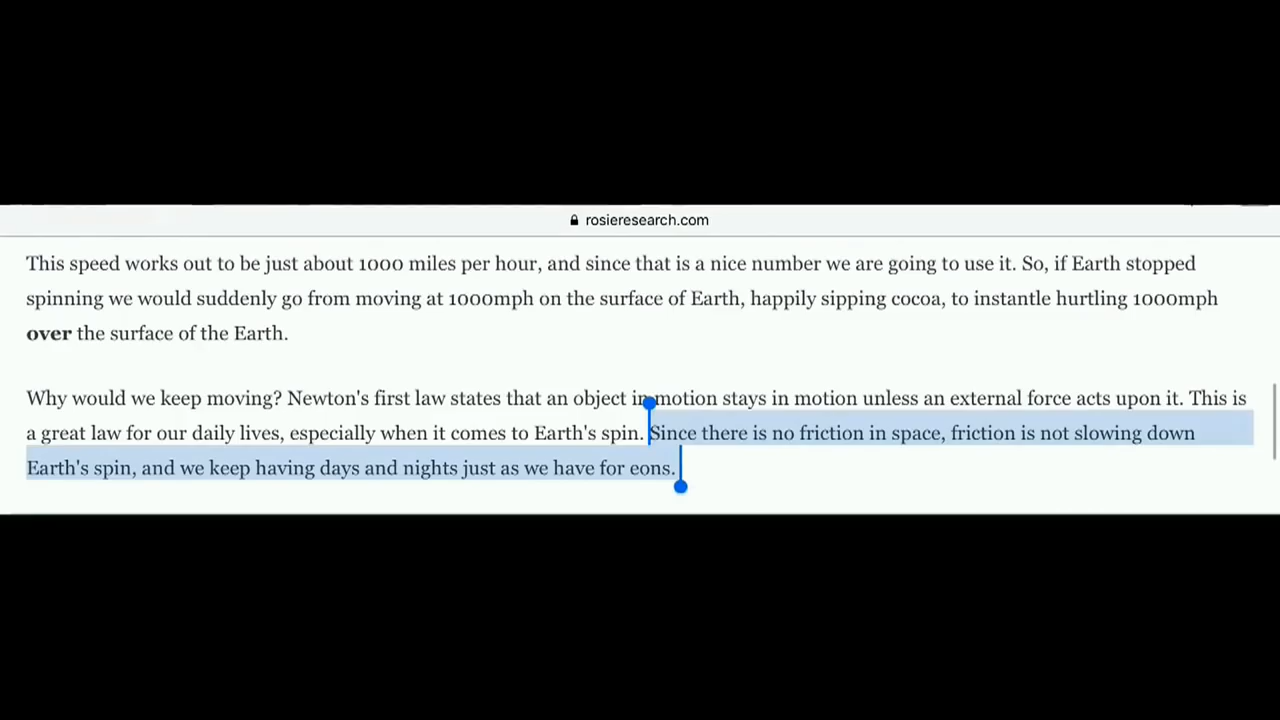 rosieresearch.com
This speed works out to be just about 1000 miles per hour, and since that is a nice number we are going to use it. So, if Earth stopped
spinning we would suddenly go from moving at 1000mph on the surface of Earth, happily sipping cocoa, to instantle hurtling 1000mph
over the surface of the Earth.
Why would we keep moving? Newton's first law states that an object in motion stays in motion unless an external force acts upon it. This is
a great law for our daily lives, especially when it comes to Earth's spin. Since there is no friction in space, friction is not slowing down
Earth's spin, and we keep having days and nights just as we have for eons.